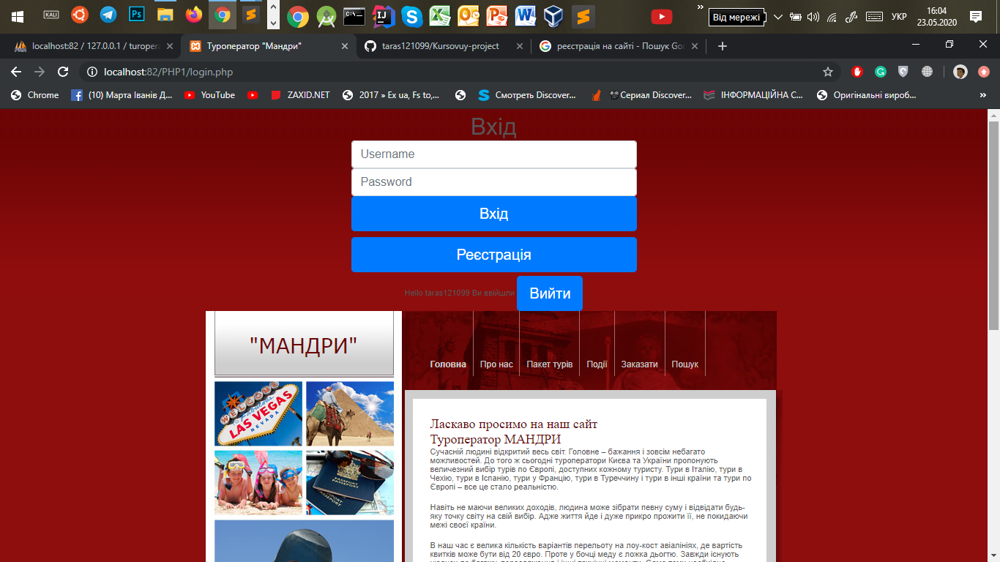 KALI
Ps
C:\
IJ
S
X
O
P
W
Від мережі
УКР
16:04
23.05.2020
localhost:82 / 127.0.0.1 / turoper
Туроператор "Мандри"
taras121099/Kursovuy-project
реєстрація на сайті - Пошук Goo
localhost:82/PHP1/login.php
Chrome
(10) Марта Іванів Д...
YouTube
ZAXID.NET
2017 » Ex ua, Fs to,...
Смотреть Discover...
Сериал Discover...
ІНФОРМАЦІЙНА С...
Оригінальні вироб...
Вхід
Username
Password
Вхід
Реєстрація
Hello taras121099 Ви ввійшли
Вийти
"МАНДРИ"
Головна
Про нас
Пакет турів
Події
Заказати
Пошук
WELCOME
to fabulous
LAS VEGAS
NEVADA
PASSPORT
PASSEPORT
Ласкаво просимо на наш сайт
Туроператор МАНДРИ
Сучасній людині відкритий весь світ. Головне – бажання і зовсім небагато
можливостей. До того ж сьогодні туроператори Києва та України пропонують
величезний вибір турів по Європі, доступних кожному туристу. Тури в Італію, тури в
Чехію, тури в Іспанію, тури у Францію, тури в Туреччину і тури в інші країни та тури по
Європі – все це стало реальністю.
Навіть не маючи великих доходів, людина може зібрати певну суму і відвідати будь-
яку точку світу на свій вибір. Адже життя йде і дуже прикро прожити її, не покидаючи
межі своєї країни.
В наш час є велика кількість варіантів перельоту на лоу-кост авіалініях, де вартість
квитків може бути від 20 євро. Проте у бочці меду є ложка дьогтю. Завжди існують